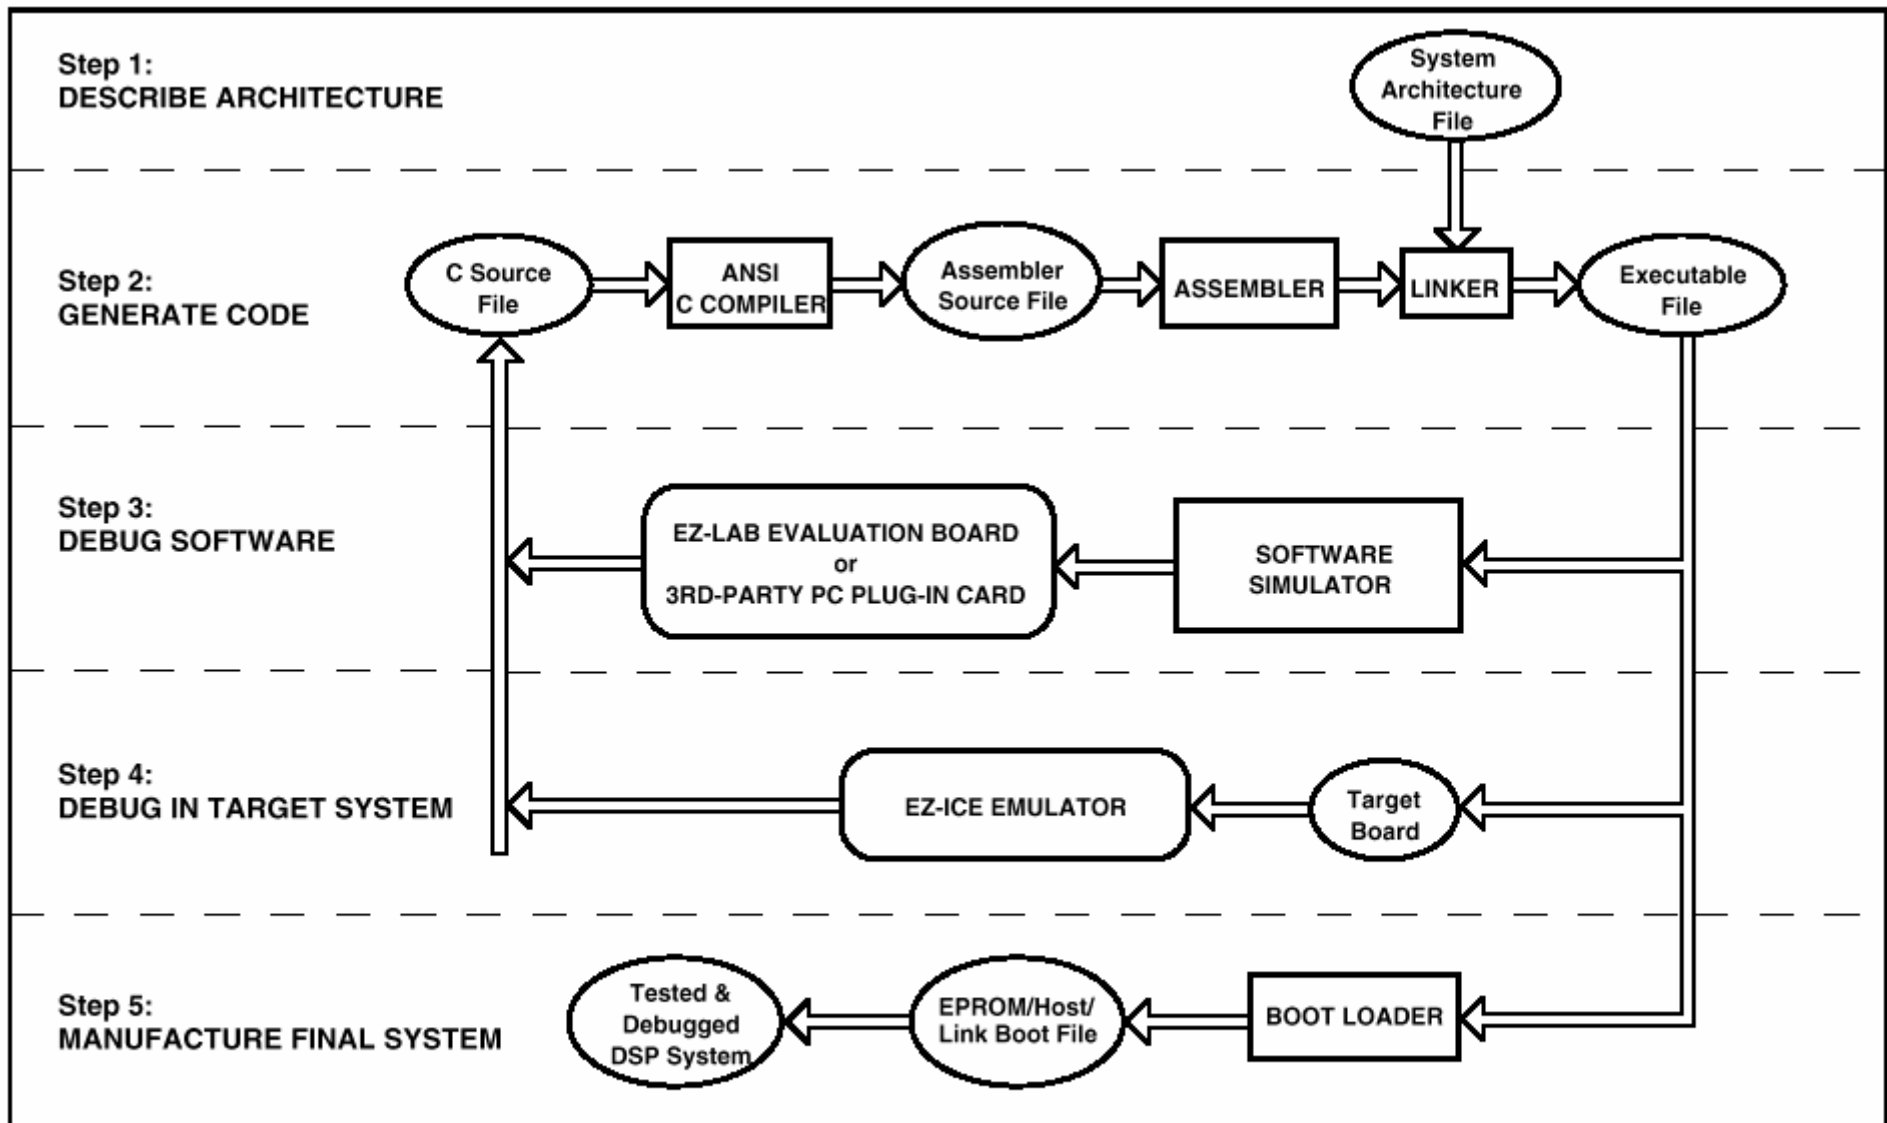 Step 1:
DESCRIBE ARCHITECTURE
System
Architecture
File
Step 2:
GENERATE CODE
C Source
File
ANSI
C COMPILER
Assembler
Source File
ASSEMBLER
LINKER
Executable
File
Step 3:
DEBUG SOFTWARE
EZ-LAB EVALUATION BOARD
or
3RD-PARTY PC PLUG-IN CARD
SOFTWARE
SIMULATOR
Step 4:
DEBUG IN TARGET SYSTEM
EZ-ICE EMULATOR
Target
Board
Step 5:
MANUFACTURE FINAL SYSTEM
Tested &
Debugged
DSP System
EPROM/Host/
Link Boot File
BOOT LOADER